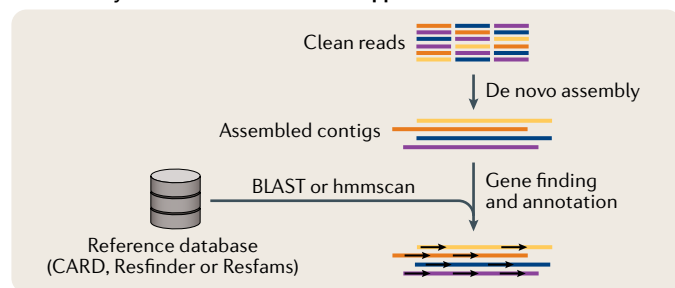 Clean reads
De novo assembly
Assembled contigs
BLAST or hmmscan
Gene finding
and annotation
Reference database
(CARD, Resfinder or Resfams)